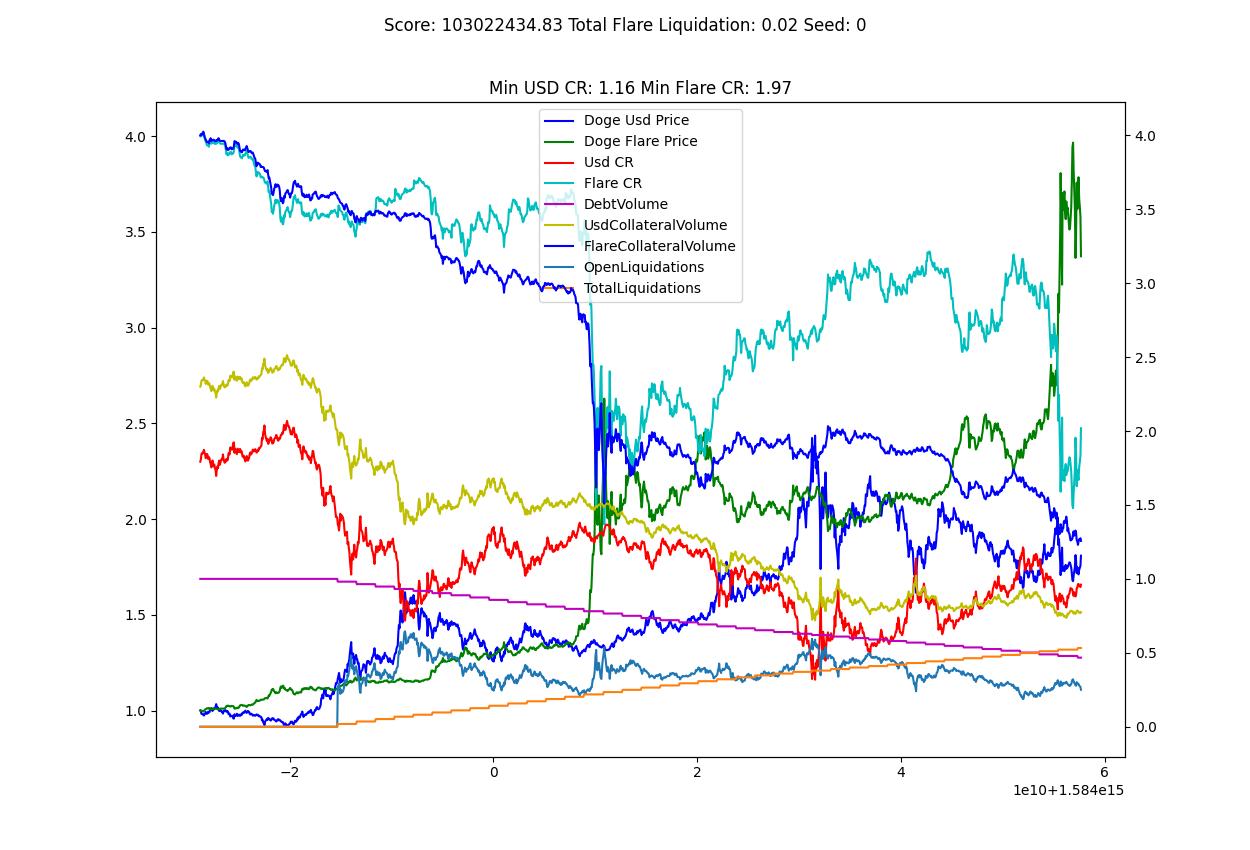 Score: 103022434.83 Total Flare Liquidation: 0.02 Seed: 0
Min USD CR: 1.16 Min Flare CR: 1.97
Doge Usd Price
Doge Flare Price
Usd CR
Flare CR
DebtVolume
UsdCollateralVolume
FlareCollateralVolume
OpenLiquidations
TotalLiquidations
4.0
3.5
3.0
2.5
2.0
1.5
1.0
4.0
3.5
3.0
2.5
2.0
1.5
1.0
0.5
0.0
−2
0
2
4
6
1e10+1.584e15